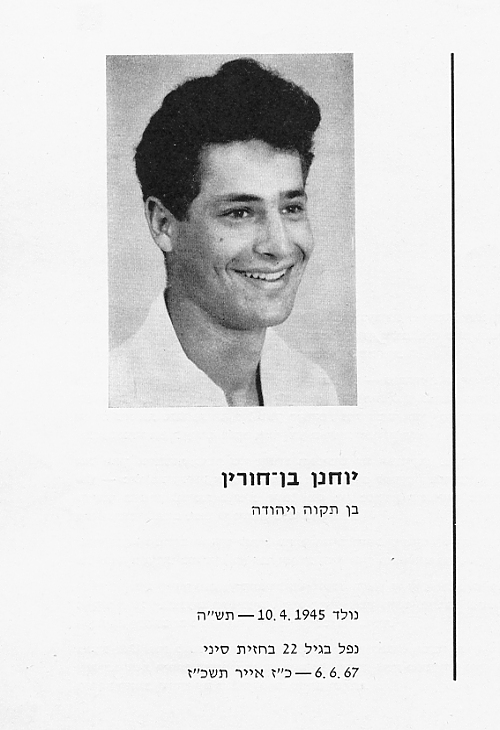 יוחנן בן־חורין
בן תקוה ויהודה
נולד 10.4.1945 — תש"ה
נפל בגיל 22 בחזית סיני
6.6.67 — כ"ז אייר תשכ"ז